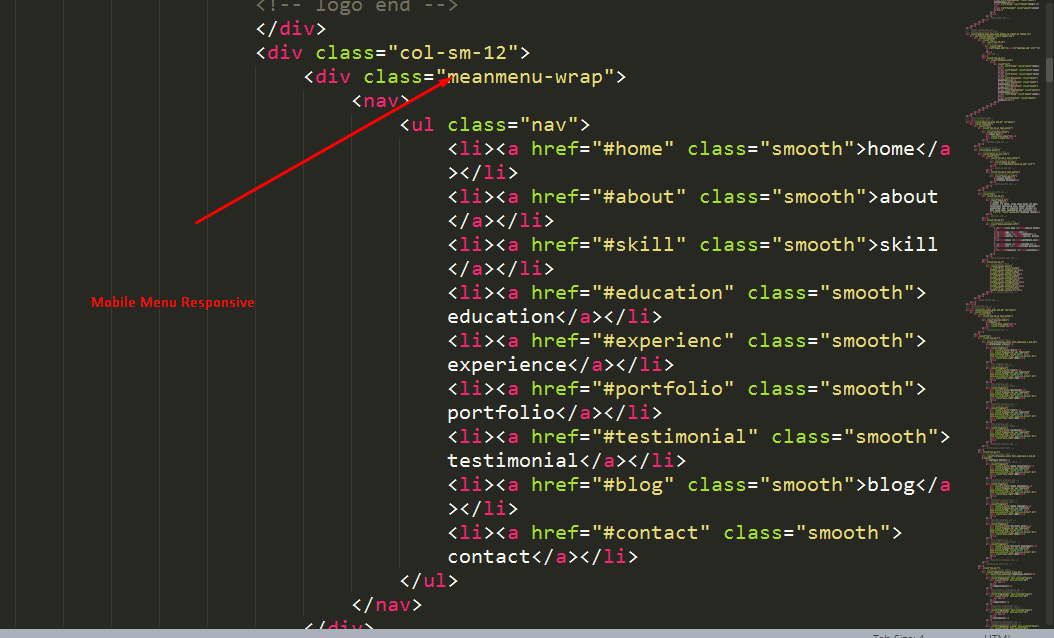 <!-- logo end -->
</div>
<div class="col-sm-12">
<div class="meanmenu-wrap">
<nav>
<ul class="nav">
<li><a href="#home" class="smooth">home</a
></li>
<li><a href="#about" class="smooth">about
</a></li>
<li><a href="#skill" class="smooth">skill
</a></li>
<li><a href="#education" class="smooth">
education</a></li>
<li><a href="#experienc" class="smooth">
experience</a></li>
<li><a href="#portfolio" class="smooth">
portfolio</a></li>
<li><a href="#testimonial" class="smooth">
testimonial</a></li>
<li><a href="#blog" class="smooth">blog</a
></li>
<li><a href="#contact" class="smooth">
contact</a></li>
</ul>
</nav>
</div>
Mobile Menu Responsive
Tab Size: 4
HTML